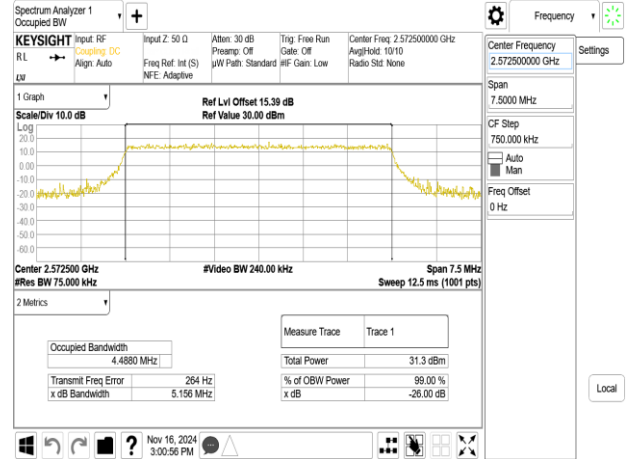 Spectrum Analyzer 1
Occupied BW
Frequency
KEYSIGHT
RL
Input: RF
Coupling: DC
Align: Auto
Input Z: 50 Ω
Freq Ref: Int (S)
NFE: Adaptive
Atten: 30 dB
Preamp: Off
µW Path: Standard
Trig: Free Run
Gate: Off
#IF Gain: Low
Center Freq: 2.572500000 GHz
Avg|Hold: 10/10
Radio Std: None
Center Frequency
2.572500000 GHz
Settings
Span
7.5000 MHz
CF Step
750.000 kHz
Auto
Man
Freq Offset
0 Hz
1 Graph
Scale/Div 10.0 dB
Ref Lvl Offset 15.39 dB
Ref Value 30.00 dBm
Log
20.0
10.0
0.00
-10.0
-20.0
-30.0
-40.0
-50.0
-60.0
Center 2.572500 GHz
#Res BW 75.000 kHz
#Video BW 240.00 kHz
Span 7.5 MHz
Sweep 12.5 ms (1001 pts)
2 Metrics
Measure Trace Trace 1
Occupied Bandwidth
4.4880 MHz
Total Power 31.3 dBm
Transmit Freq Error 264 Hz
% of OBW Power 99.00 %
x dB Bandwidth 5.156 MHz
x dB -26.00 dB
Local
?
Nov 16, 2024
3:00:56 PM